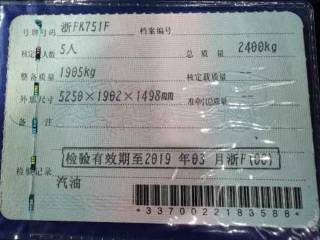 号牌号码 浙FK751F 档案编号
核定人数 5人 总质量 2400kg
整备质量 1905kg 核定载质量 --
外廓尺寸 5250×1902×1498mm 准牵引总质量 --
备注
检验有效期至2019年03月浙F(00)
检验记录
汽油
*3370022183588*